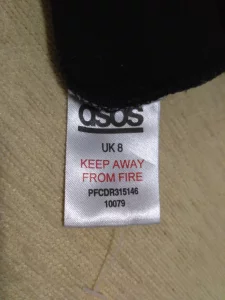 asos
UK 8
KEEP AWAY
FROM FIRE
PFCDR315146
10079